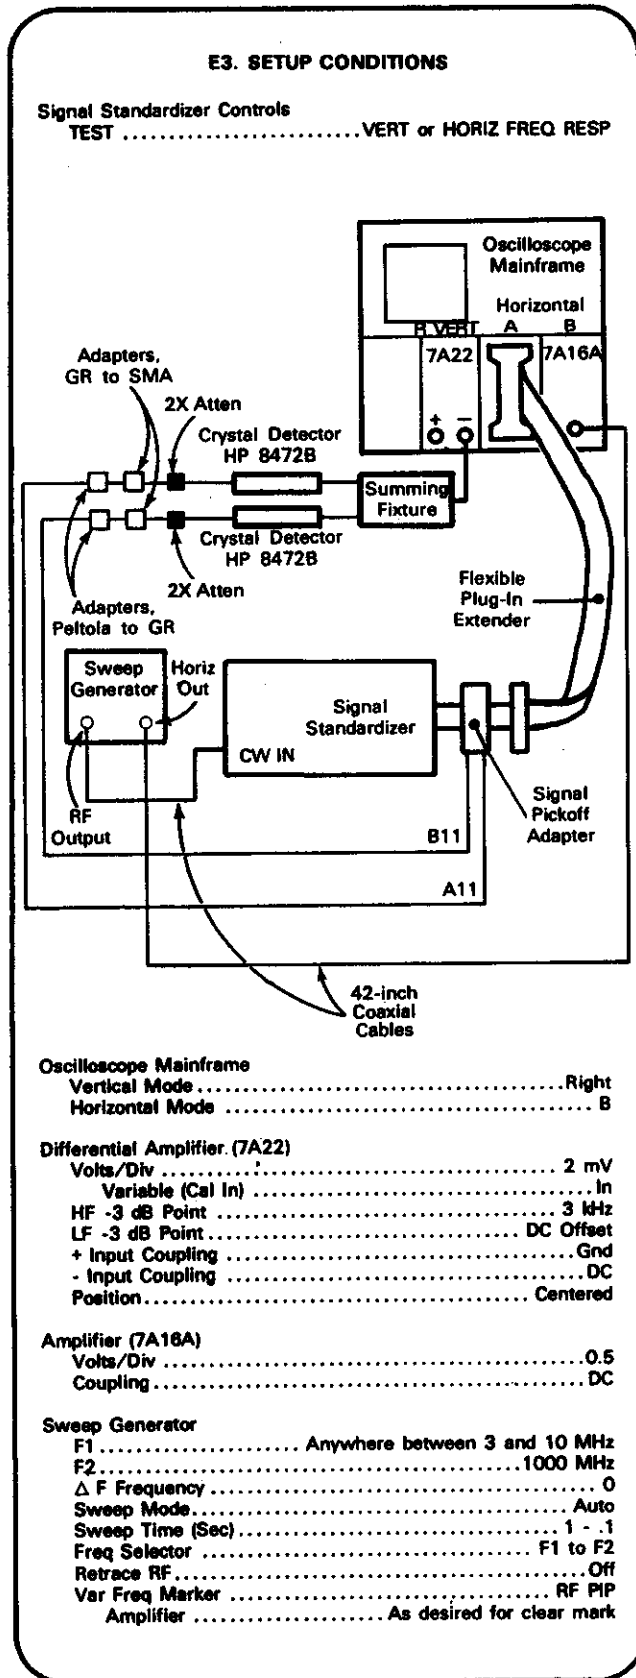 E3. SETUP CONDITIONS
Signal Standardizer Controls
TEST ........................... VERT or HORIZ FREQ RESP
Oscilloscope
Mainframe
Horizontal
R VERT A B
7A22 7A16A
+ −
Adapters,
GR to SMA
2X Atten
Crystal Detector
HP 8472B
Summing
Fixture
Crystal Detector
HP 8472B
2X Atten
Adapters,
Peltola to GR
Flexible
Plug-In
Extender
Sweep
Generator
Horiz
Out
Signal
Standardizer
CW IN
RF
Output
Signal
Pickoff
Adapter
B11
A11
42-inch
Coaxial
Cables
Oscilloscope Mainframe
Vertical Mode ........................................ Right
Horizontal Mode ........................................ B
Differential Amplifier (7A22)
Volts/Div ........................................ 2 mV
Variable (Cal In) ........................................ In
HF -3 dB Point ........................................ 3 kHz
LF -3 dB Point ........................................ DC Offset
+ Input Coupling ........................................ Gnd
- Input Coupling ........................................ DC
Position ........................................ Centered
Amplifier (7A16A)
Volts/Div ........................................ 0.5
Coupling ........................................ DC
Sweep Generator
F1 .................... Anywhere between 3 and 10 MHz
F2 ........................................ 1000 MHz
Δ F Frequency ........................................ 0
Sweep Mode ........................................ Auto
Sweep Time (Sec) ........................................ 1 - .1
Freq Selector ........................................ F1 to F2
Retrace RF ........................................ Off
Var Freq Marker ........................................ RF PIP
Amplifier .................... As desired for clear mark